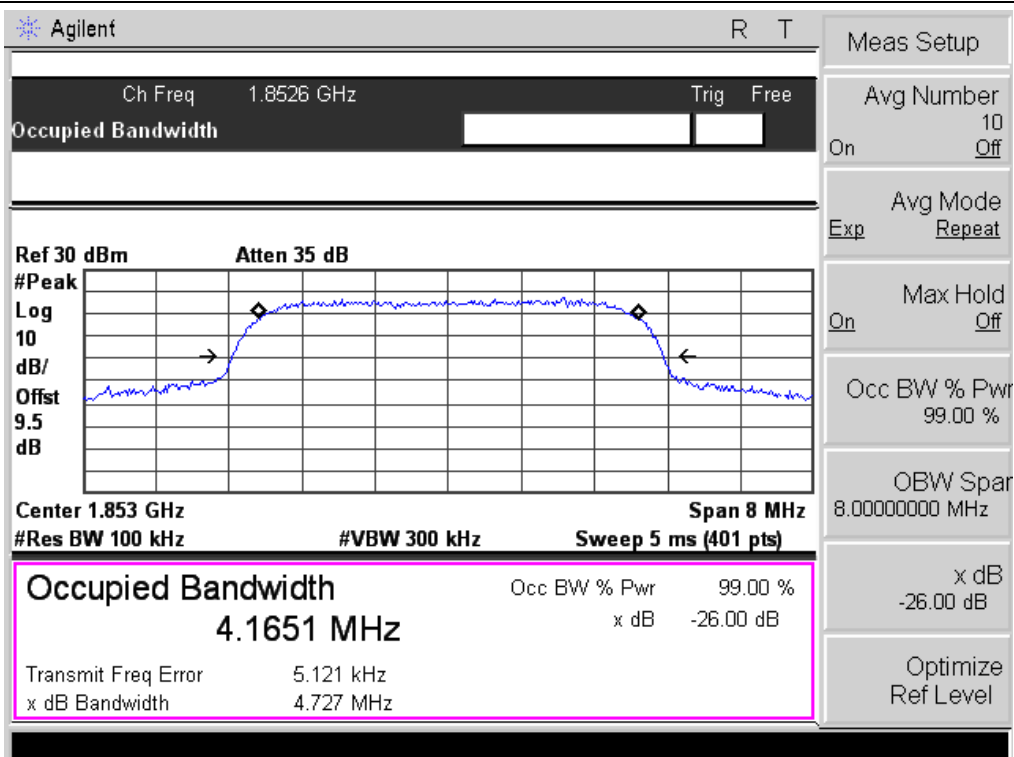 Agilent R T
Ch Freq 1.8526 GHz Trig Free
Occupied Bandwidth
Ref 30 dBm Atten 35 dB
#Peak
Log
10
dB/
Offst
9.5
dB
Center 1.853 GHz Span 8 MHz
#Res BW 100 kHz #VBW 300 kHz Sweep 5 ms (401 pts)
Occupied Bandwidth
4.1651 MHz
Occ BW % Pwr 99.00 %
x dB -26.00 dB
Transmit Freq Error 5.121 kHz
x dB Bandwidth 4.727 MHz
Meas Setup
Avg Number
10
On Off
Avg Mode
Exp Repeat
Max Hold
On Off
Occ BW % Pwr
99.00 %
OBW Span
8.00000000 MHz
x dB
-26.00 dB
Optimize
Ref Level